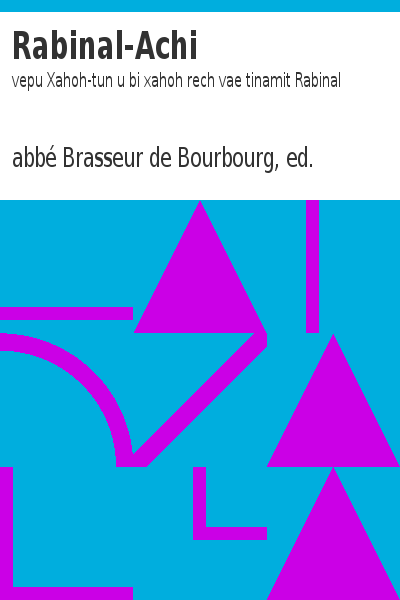 Rabinal-Achi
vepu Xahoh-tun u bi xahoh rech vae tinamit Rabinal
abbé Brasseur de Bourbourg, ed.